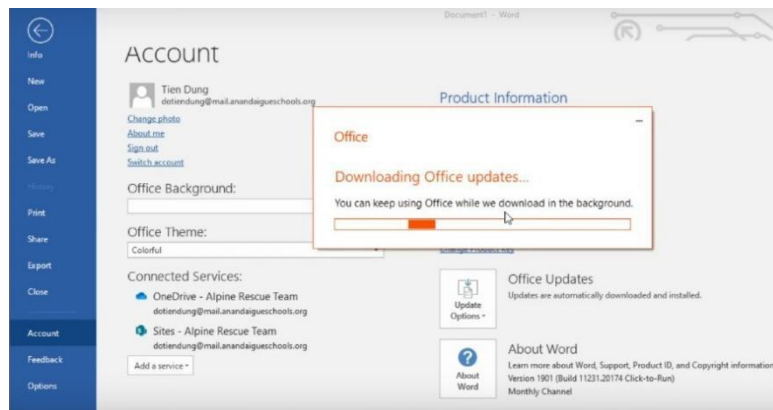 Document1 - Word
Info
New
Open
Save
Save As
History
Print
Share
Export
Close
Account
Feedback
Options
Account
Tien Dung
dotiendung@mail.anandaigueschools.org
Change photo
About me
Sign out
Switch account
Office Background:
Office Theme:
Colorful
Connected Services:
OneDrive - Alpine Rescue Team
dotiendung@mail.anandaigueschools.org
Sites - Alpine Rescue Team
dotiendung@mail.anandaigueschools.org
Add a service
Product Information
Office
Downloading Office updates...
You can keep using Office while we download in the background.
Change Product Key
Update
Options
Office Updates
Updates are automatically downloaded and installed.
About
Word
About Word
Learn more about Word, Support, Product ID, and Copyright information
Version 1901 (Build 11231.20174 Click-to-Run)
Monthly Channel